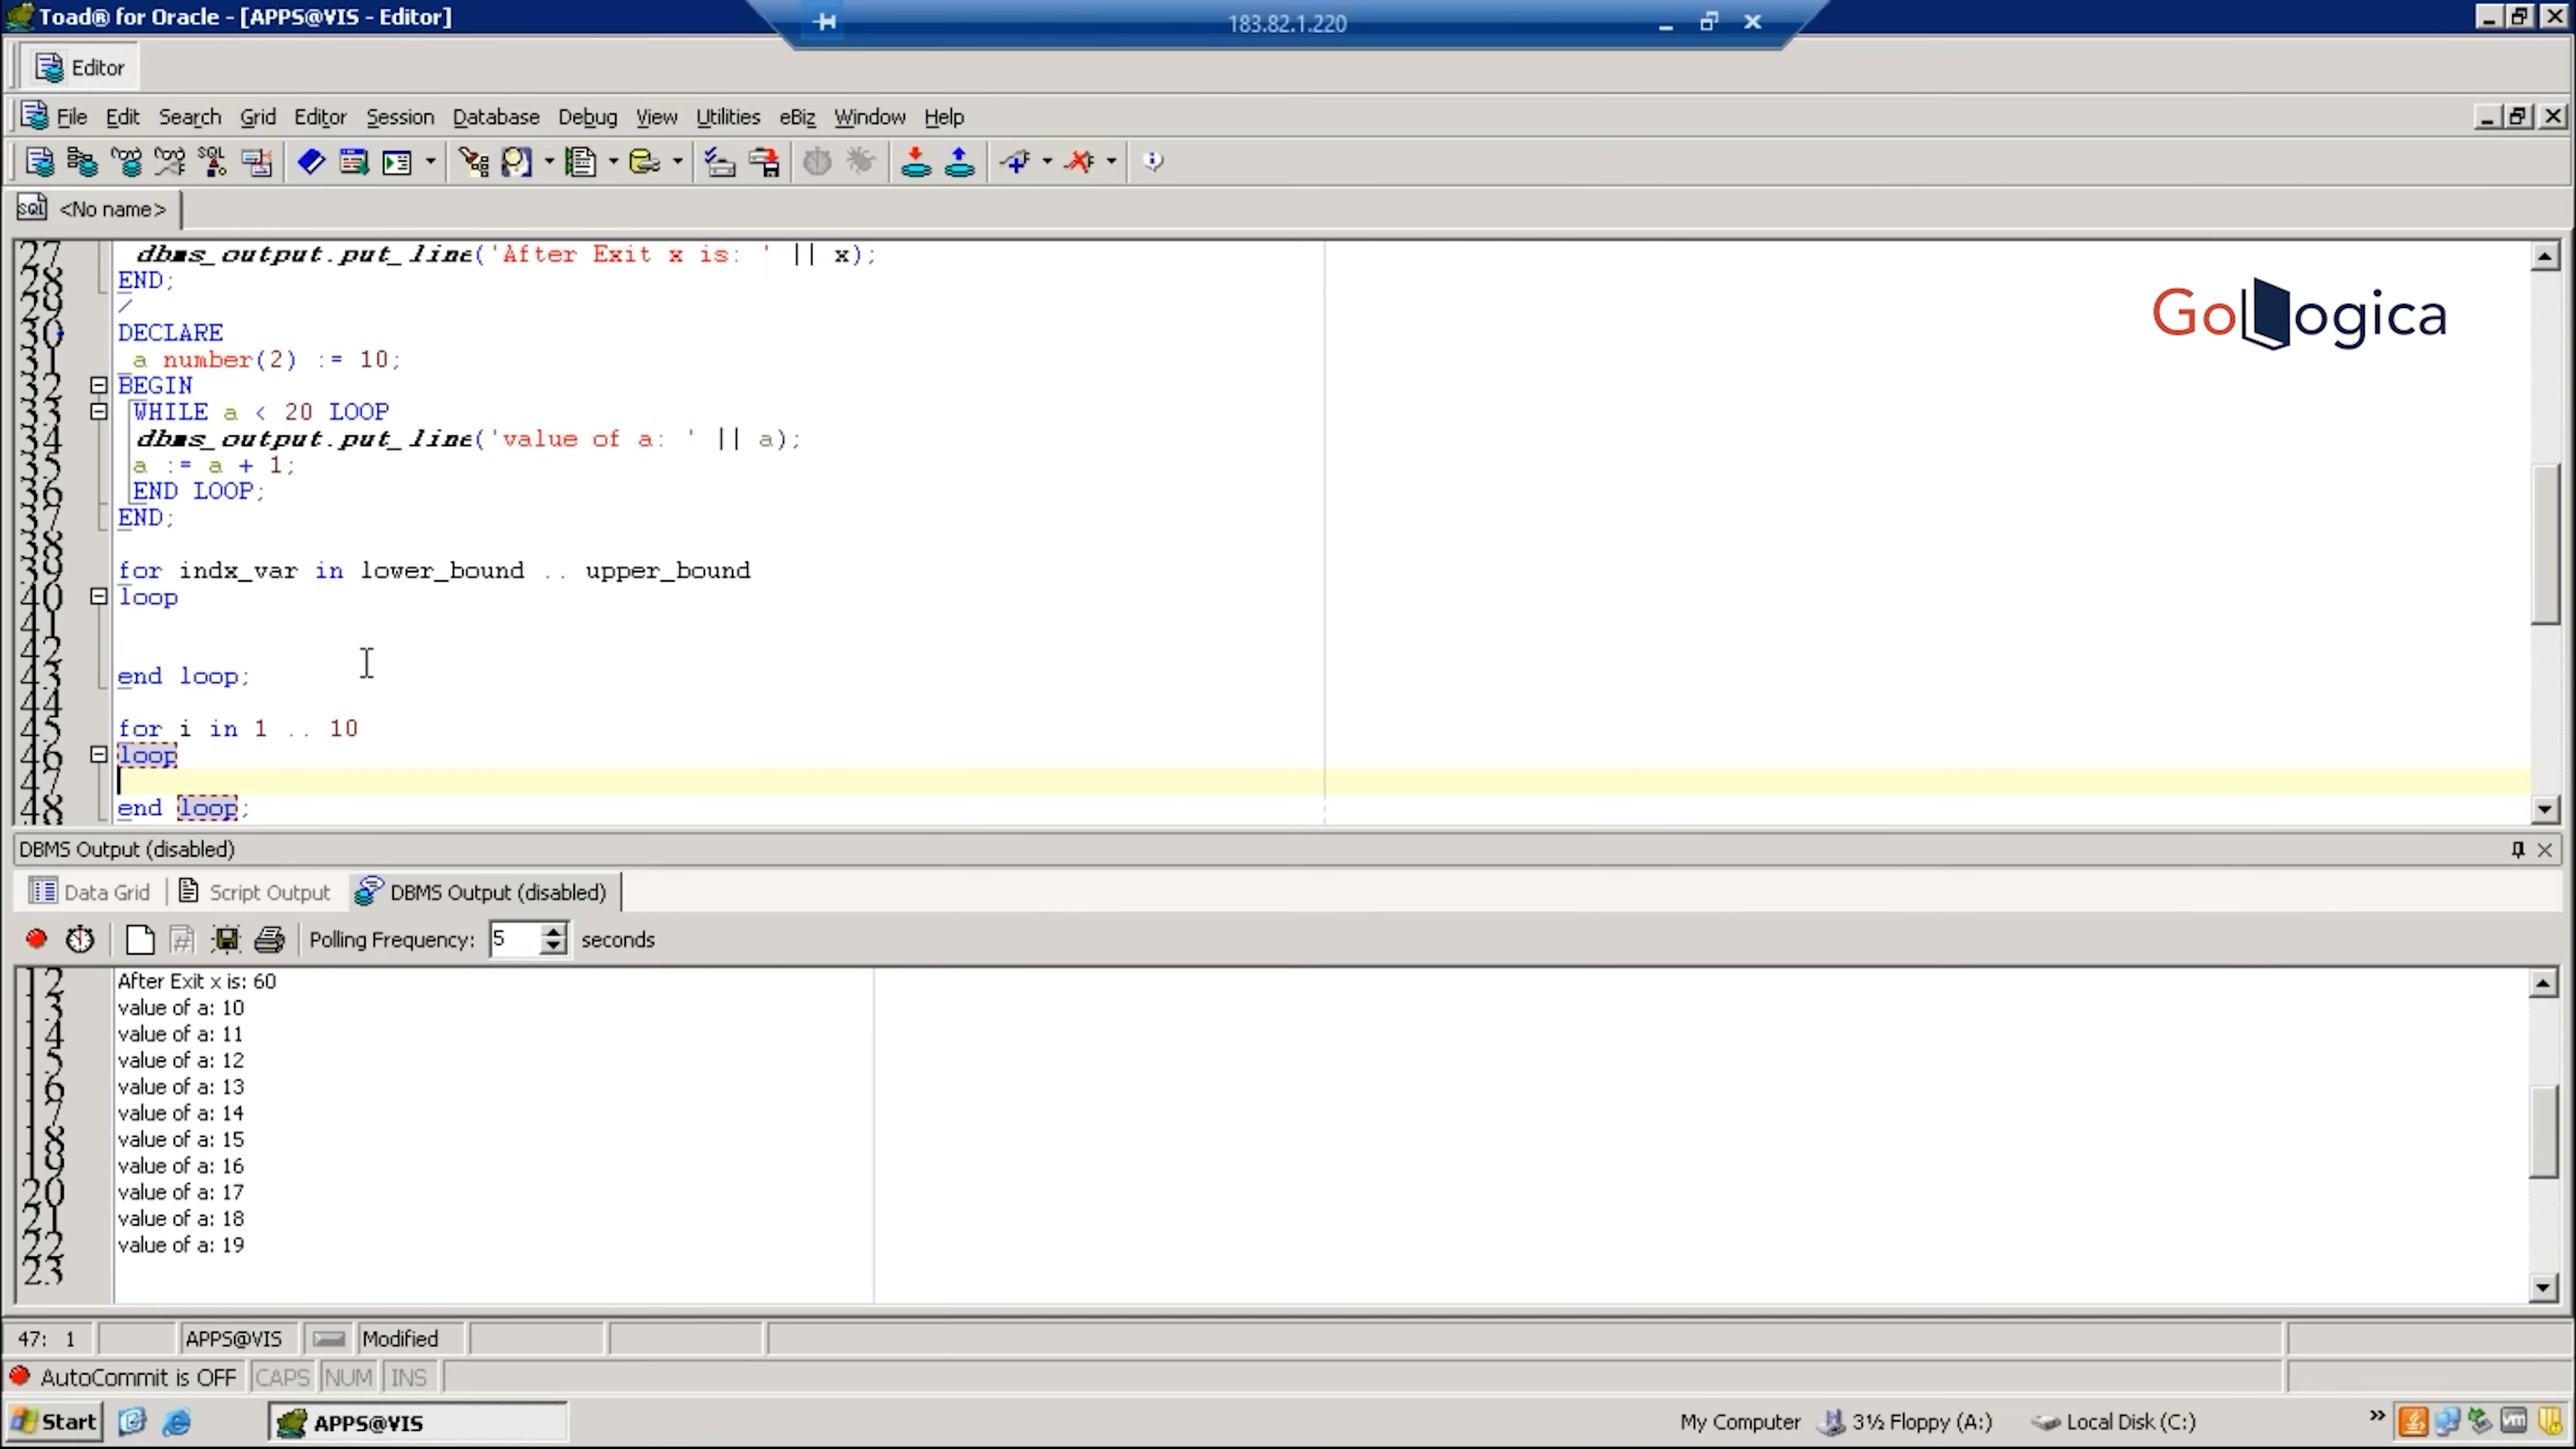 Toad® for Oracle - [APPS@VIS - Editor]
183.82.1.220
Editor
File Edit Search Grid Editor Session Database Debug View Utilities eBiz Window Help
SQL
SQL <No name>
GoLogica
27 dbms_output.put_line('After Exit x is: ' || x);
28 END;
29 /
30 DECLARE
31 a number(2) := 10;
32 BEGIN
33 WHILE a < 20 LOOP
34 dbms_output.put_line('value of a: ' || a);
35 a := a + 1;
36 END LOOP;
37 END;
38
39 for indx_var in lower_bound .. upper_bound
40 loop
41
42
43 end loop;
44
45 for i in 1 .. 10
46 loop
47
48 end loop;
DBMS Output (disabled)
Data Grid Script Output DBMS Output (disabled)
Polling Frequency: 5 seconds
12 After Exit x is: 60
13 value of a: 10
14 value of a: 11
15 value of a: 12
16 value of a: 13
17 value of a: 14
18 value of a: 15
19 value of a: 16
20 value of a: 17
21 value of a: 18
22 value of a: 19
23
47: 1 APPS@VIS Modified
AutoCommit is OFF CAPS NUM INS
Start APPS@VIS My Computer 3½ Floppy (A:) Local Disk (C:) » vm